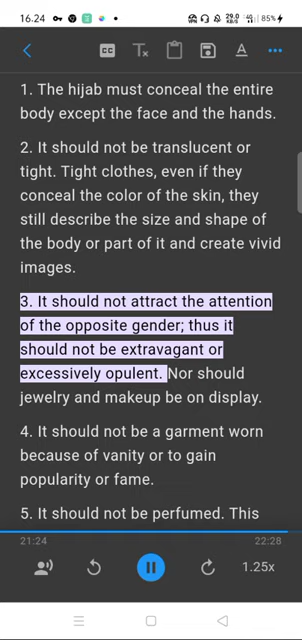 16.24
29.0
KB/S
4G
85%
CC
A
1. The hijab must conceal the entire
body except the face and the hands.
2. It should not be translucent or
tight. Tight clothes, even if they
conceal the color of the skin, they
still describe the size and shape of
the body or part of it and create vivid
images.
3. It should not attract the attention
of the opposite gender; thus it
should not be extravagant or
excessively opulent. Nor should
jewelry and makeup be on display.
4. It should not be a garment worn
because of vanity or to gain
popularity or fame.
5. It should not be perfumed. This
21:24
22:28
1.25x